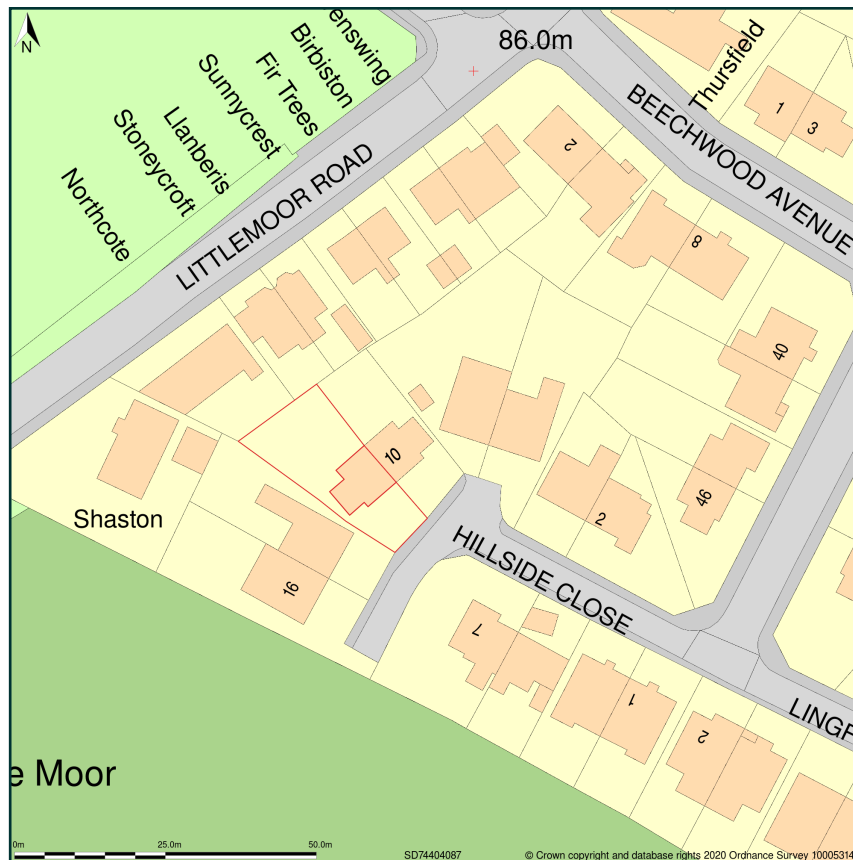 N
enswing
Birbiston
Fir Trees
Sunnycrest
Llanberis
Stoneycroft
Northcote
86.0m
Thursfield
1
3
LITTLEMOOR ROAD
BEECHWOOD AVENUE
2
8
40
10
46
2
Shaston
16
HILLSIDE CLOSE
7
1
2
LINGF
e Moor
0m
25.0m
50.0m
SD74404087
© Crown copyright and database rights 2020 Ordnance Survey 10005314